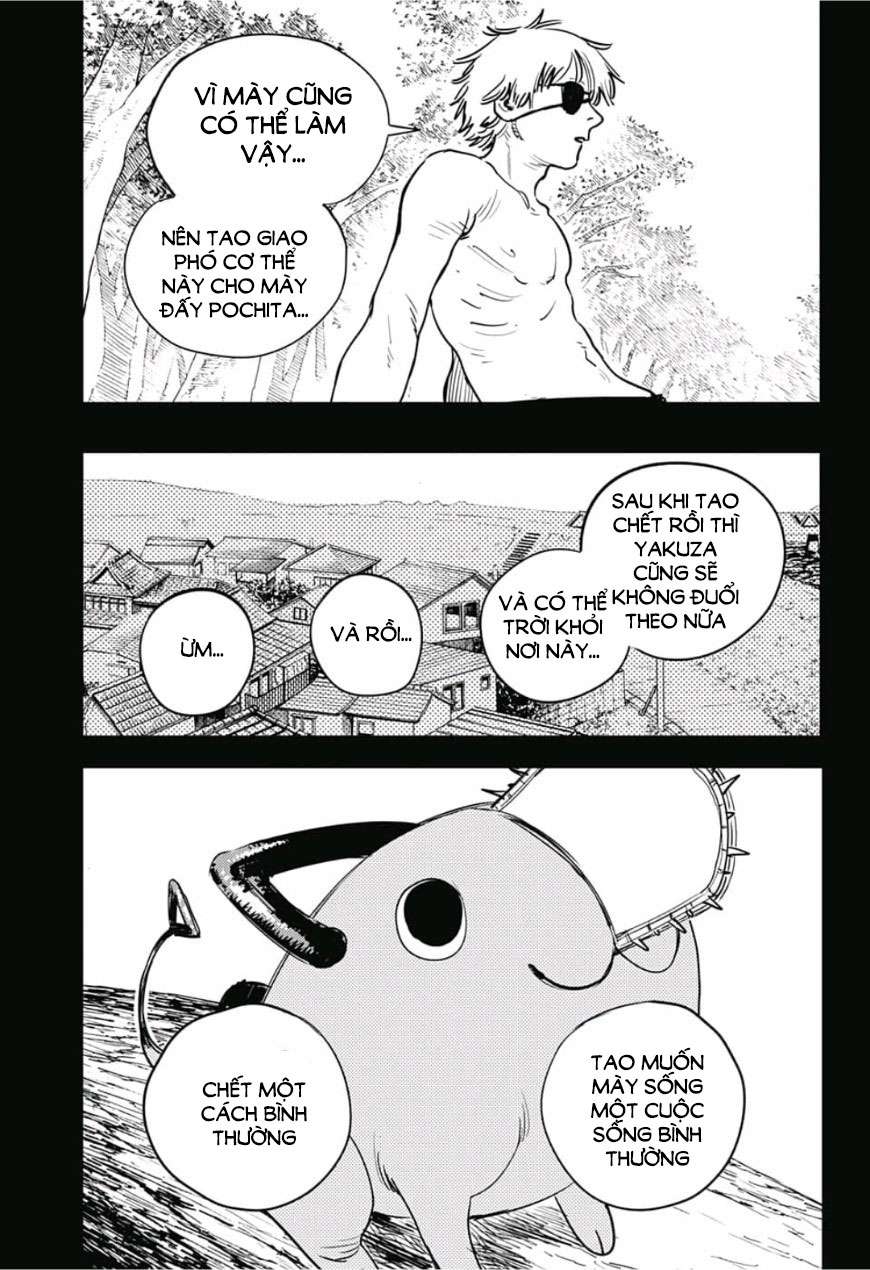 VÌ MÀY CŨNG
CÓ THỂ LÀM
VẬY...
NÊN TAO GIAO
PHÓ CƠ THỂ
NÀY CHO MÀY
ĐẤY POCHITA...
SAU KHI TAO
CHẾT RỒI THÌ
YAKUZA
CŨNG SẼ
KHÔNG ĐUỔI
THEO NỮA
VÀ CÓ THỂ
TRỜI KHỎI
NƠI NÀY...
VÀ RỒI...
ỪM...
TAO MUỐN
MÀY SỐNG
MỘT CUỘC
SỐNG BÌNH
THƯỜNG
CHẾT MỘT
CÁCH BÌNH
THƯỜNG